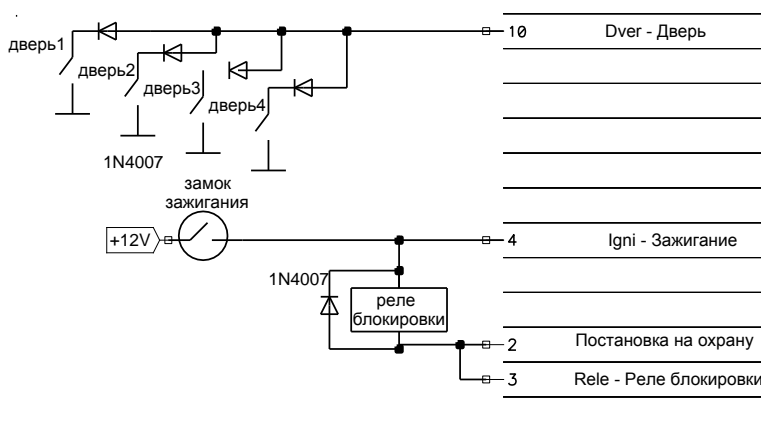 дверь1
дверь2
дверь3
дверь4
1N4007
10 Dver - Дверь
замок
зажигания
+12V
4 Igni - Зажигание
1N4007
реле
блокировки
2 Постановка на охрану
3 Rele - Реле блокировки